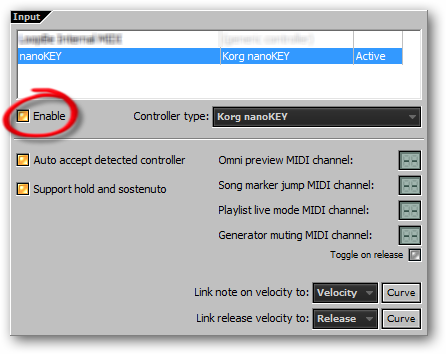 Input
(generic controller)
nanoKEY Korg nanoKEY Active
Enable Controller type: Korg nanoKEY
Auto accept detected controller Omni preview MIDI channel: --
Support hold and sostenuto Song marker jump MIDI channel: --
Playlist live mode MIDI channel: --
Generator muting MIDI channel: --
Toggle on release
Link note on velocity to: Velocity Curve
Link release velocity to: Release Curve